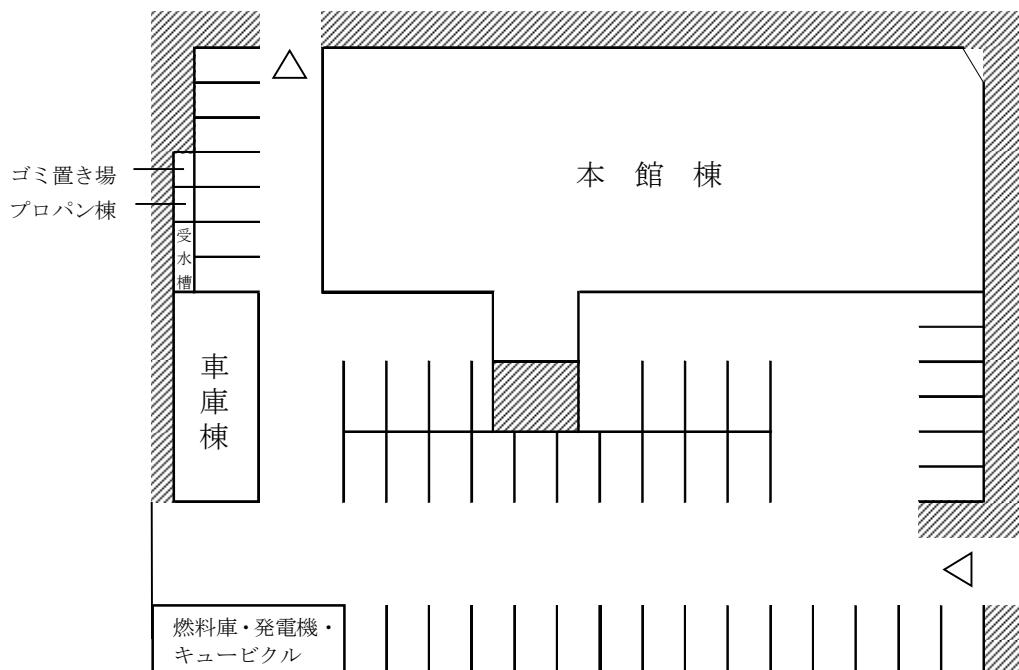 ゴミ置き場
プロパン棟
受水槽
本館棟
車庫棟
燃料庫・発電機・
キュービクル